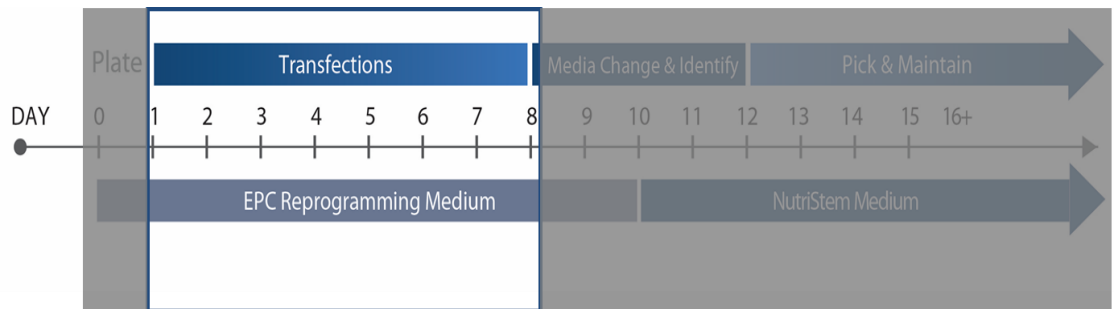 Plate Transfections Media Change & Identify Pick & Maintain
DAY 0 1 2 3 4 5 6 7 8 9 10 11 12 13 14 15 16+
EPC Reprogramming Medium NutriStem Medium